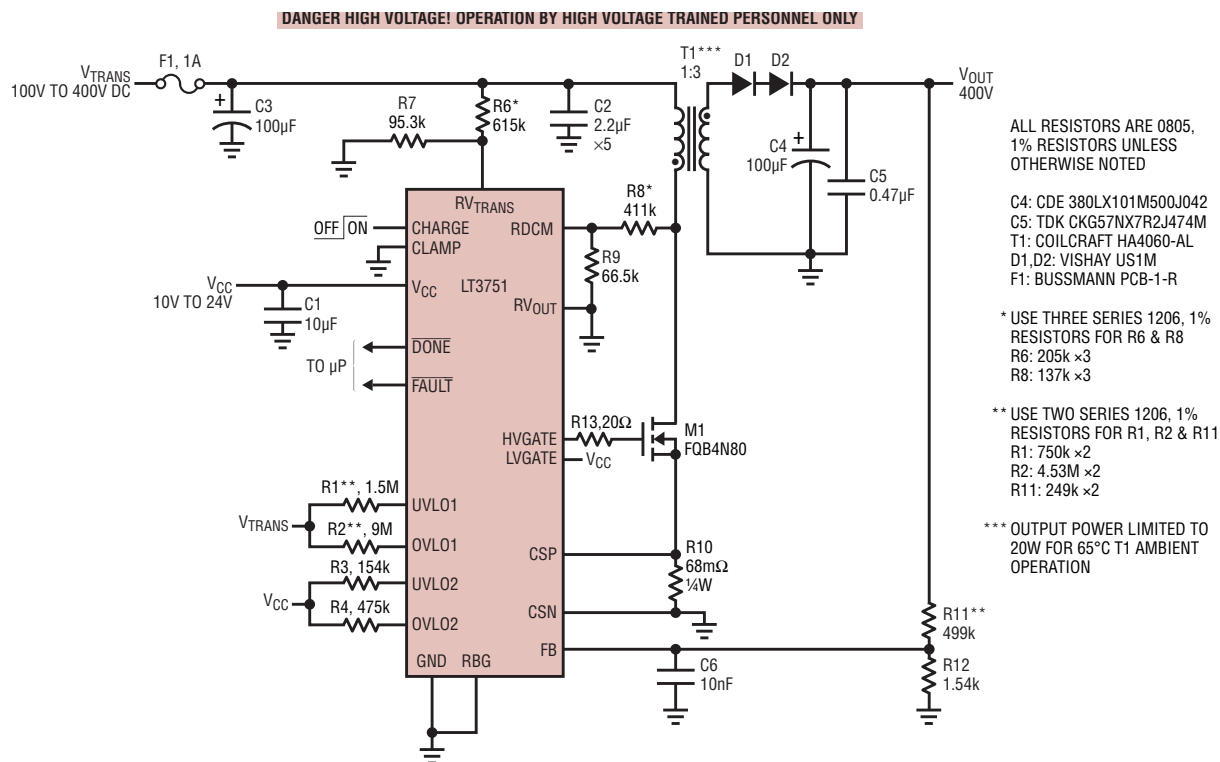 DANGER HIGH VOLTAGE! OPERATION BY HIGH VOLTAGE TRAINED PERSONNEL ONLY
VTRANS
100V TO 400V DC
F1, 1A
+
C3
100µF
R7
95.3k
R6*
615k
C2
2.2µF
×5
T1***
1:3
D1
D2
VOUT
400V
C4
100µF
+
C5
0.47µF
OFF ON
VCC
10V TO 24V
C1
10µF
TO µP
RVTRANS
CHARGE
CLAMP
VCC
LT3751
DONE
FAULT
RDCM
RVOUT
R8*
411k
R9
66.5k
HVGATE
LVGATE
R13,20Ω
VCC
M1
FQB4N80
VTRANS
R1**, 1.5M
R2**, 9M
VCC
R3, 154k
R4, 475k
UVLO1
OVLO1
UVLO2
OVLO2
CSP
CSN
FB
GND
RBG
R10
68mΩ
¼W
C6
10nF
R11**
499k
R12
1.54k
ALL RESISTORS ARE 0805,
1% RESISTORS UNLESS
OTHERWISE NOTED
C4: CDE 380LX101M500J042
C5: TDK CKG57NX7R2J474M
T1: COILCRAFT HA4060-AL
D1,D2: VISHAY US1M
F1: BUSSMANN PCB-1-R
* USE THREE SERIES 1206, 1%
RESISTORS FOR R6 & R8
R6: 205k ×3
R8: 137k ×3
** USE TWO SERIES 1206, 1%
RESISTORS FOR R1, R2 & R11
R1: 750k ×2
R2: 4.53M ×2
R11: 249k ×2
*** OUTPUT POWER LIMITED TO
20W FOR 65°C T1 AMBIENT
OPERATION